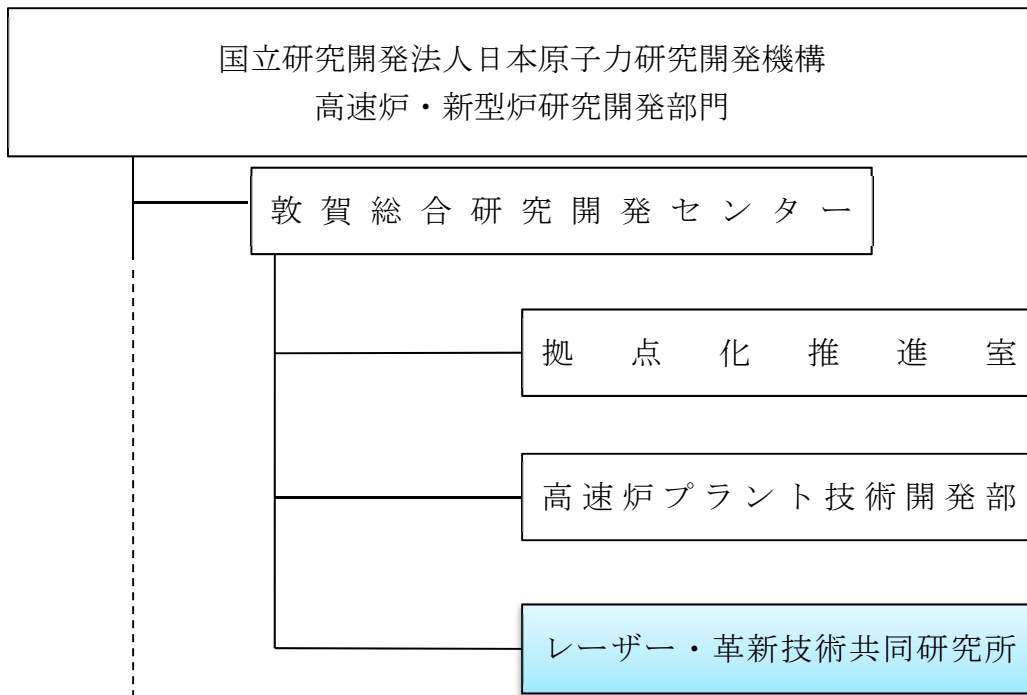 国立研究開発法人日本原子力研究開発機構
高速炉・新型炉研究開発部門
敦賀総合研究開発センター
拠点化推進室
高速炉プラント技術開発部
レーザー・革新技術共同研究所